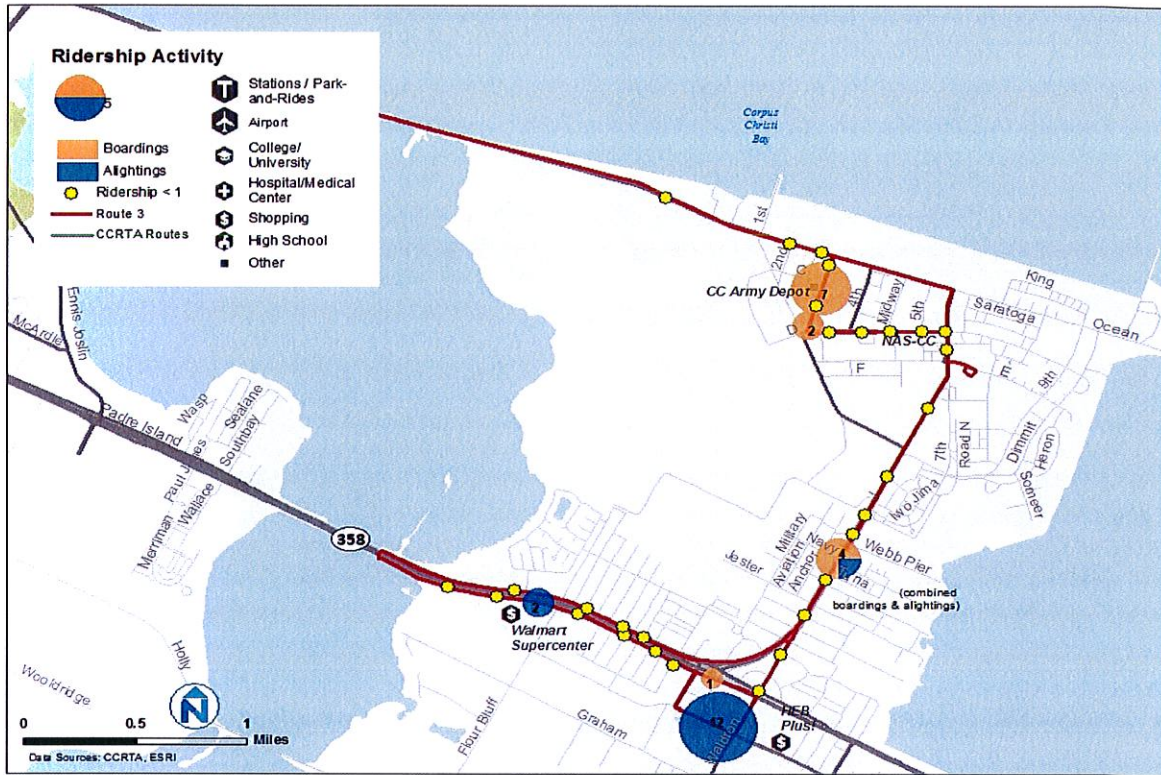 Ridership Activity
5
Boardings
Alightings
Ridership < 1
Route 3
CCRTA Routes
T
Stations / Park-
and-Rides
Airport
College/
University
Hospital/Medical
Center
$
Shopping
High School
Other
Corpus
Christi
Bay
1st
2nd
C
CC Army Depot
7
4th
Midway
5th
King
Saratoga
Ocean
D
2
NAS-CC
F
E
9th
Ennis Joslin
McArdle
Padre Island
Wasp
Sealane
Southbay
Paul Jones
Wallace
Merriman
7th
Road N
Dimmit
Heron
Someer
Iwo Jima
358
Military
Aviation
Anchor
Navy
Webb Pier
Jester
4
(combined
boardings & alightings)
2
$
Walmart
Supercenter
1
HEB
Plus!
$
12
Waldron
Holly
Wooldridge
Flour Bluff
Graham
N
0 0.5 1
Miles
Data Sources: CCRTA, ESRI